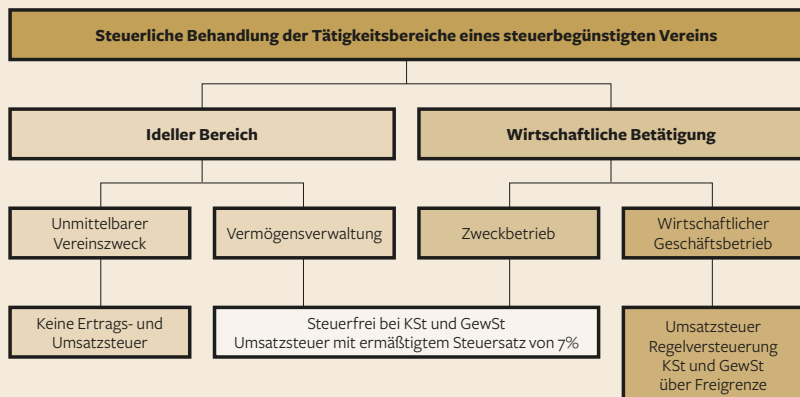 Steuerliche Behandlung der Tätigkeitsbereiche eines steuerbegünstigten Vereins
Ideller Bereich
Wirtschaftliche Betätigung
Unmittelbarer
Vereinszweck
Vermögensverwaltung
Zweckbetrieb
Wirtschaftlicher
Geschäftsbetrieb
Keine Ertrags- und
Umsatzsteuer
Steuerfrei bei KSt und GewSt
Umsatzsteuer mit ermäßigtem Steuersatz von 7%
Umsatzsteuer
Regelversteuerung
KSt und GewSt
über Freigrenze